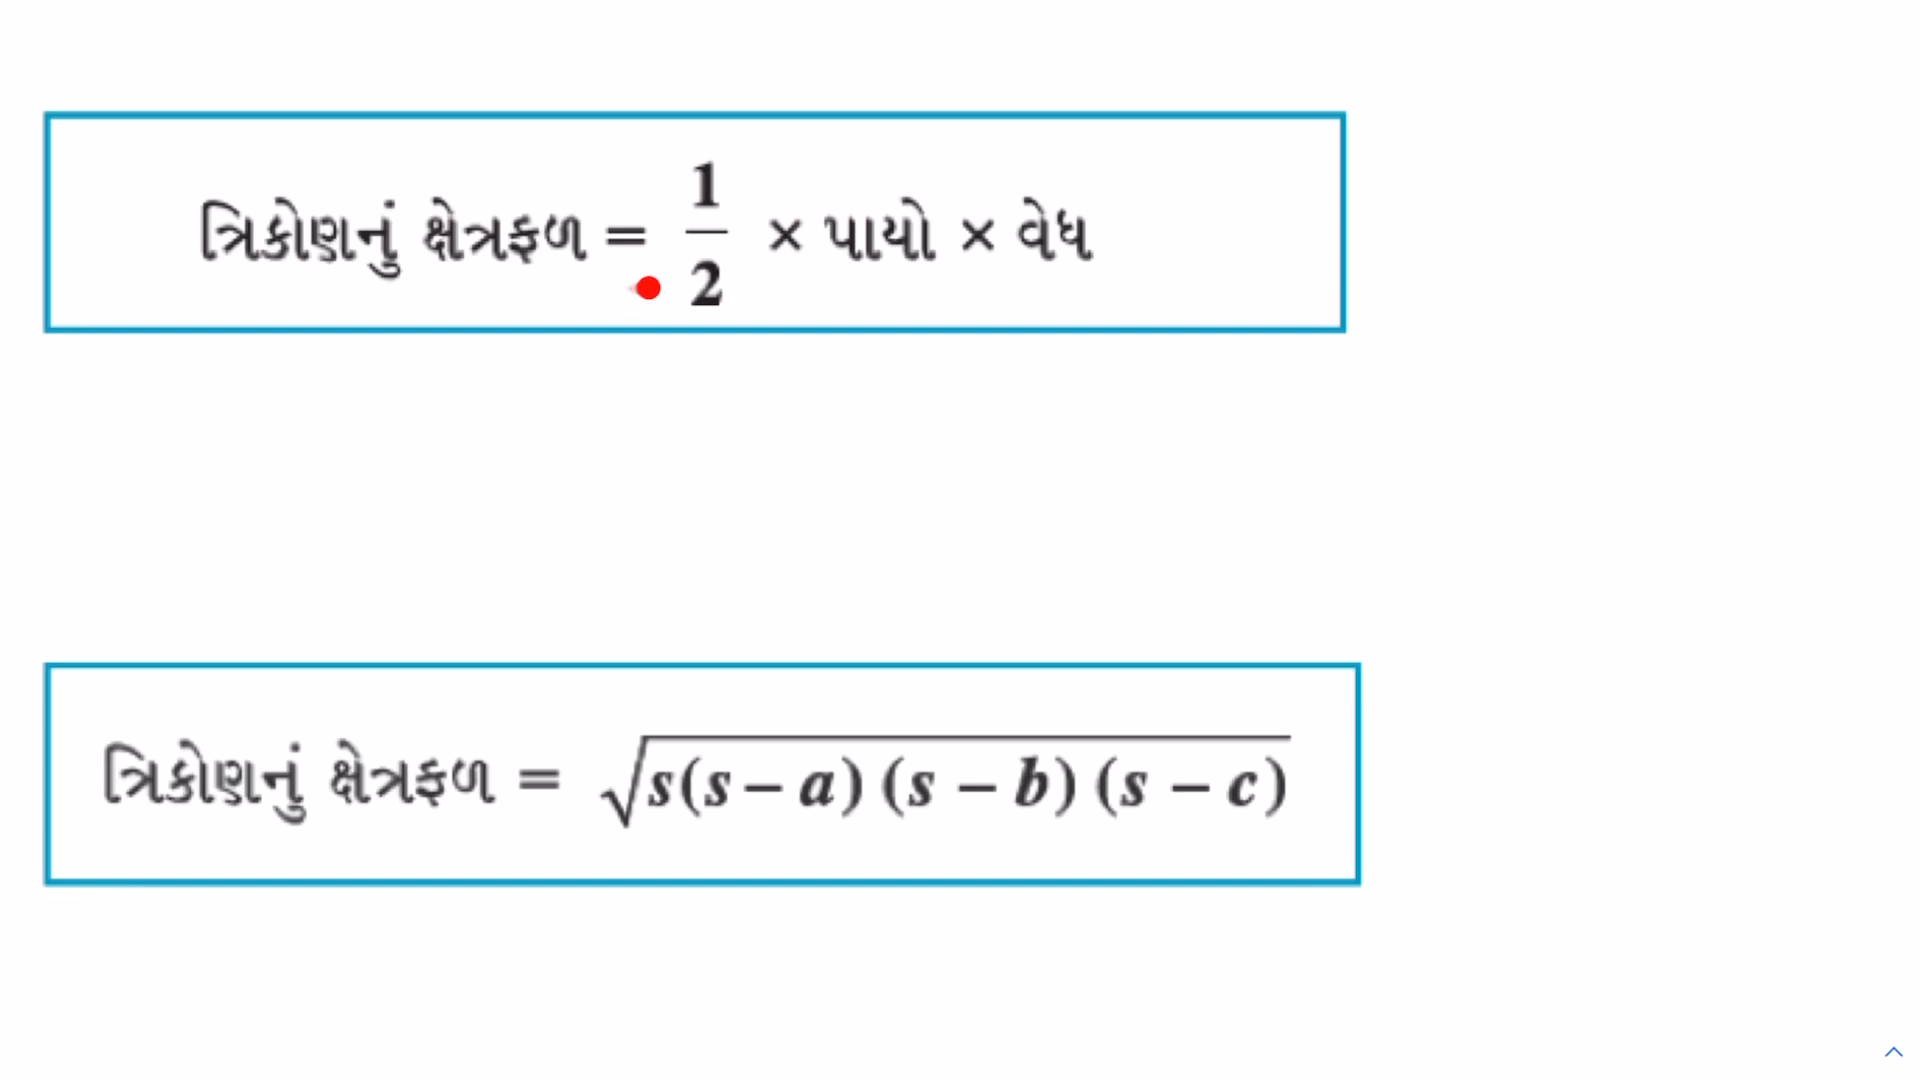 ત્રિકોણનું ક્ષેત્રફળ = 1/2 × પાયો × વેધ
ત્રિકોણનું ક્ષેત્રફળ = √s(s – a) (s – b) (s – c)